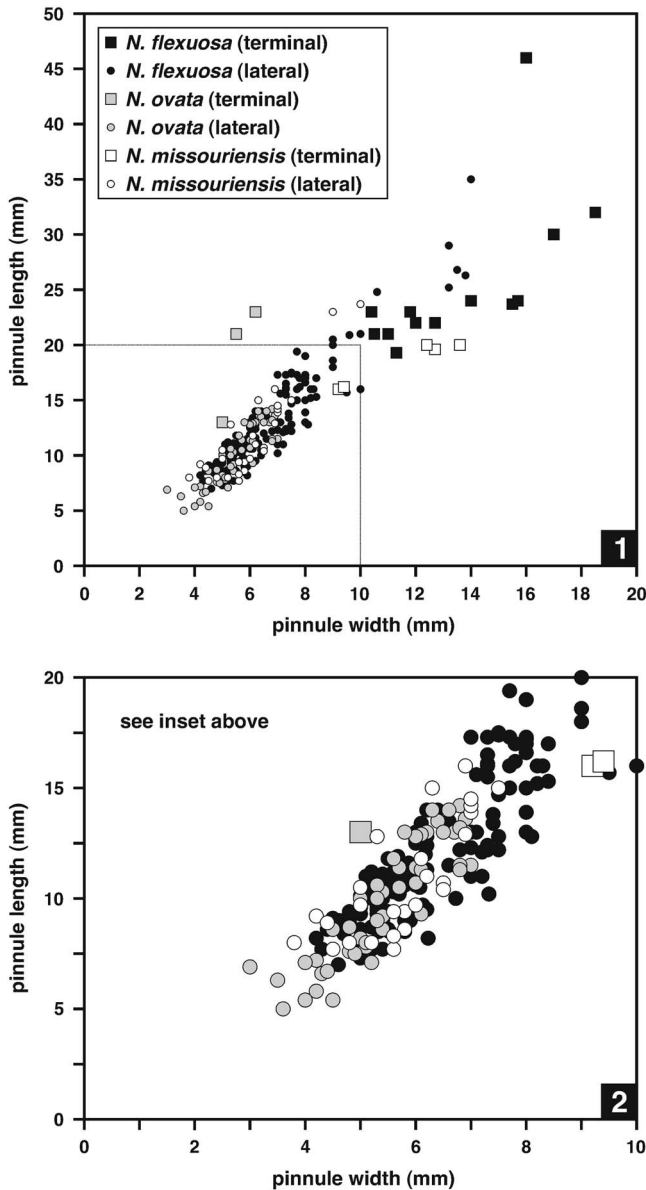 50
45
40
35
30
25
20
15
10
5
0
pinnule length (mm)
N. flexuosa (terminal)
N. flexuosa (lateral)
N. ovata (terminal)
N. ovata (lateral)
N. missouriensis (terminal)
N. missouriensis (lateral)
1
0 2 4 6 8 10 12 14 16 18 20
pinnule width (mm)
20
15
10
5
0
pinnule length (mm)
see inset above
2
0 2 4 6 8 10
pinnule width (mm)